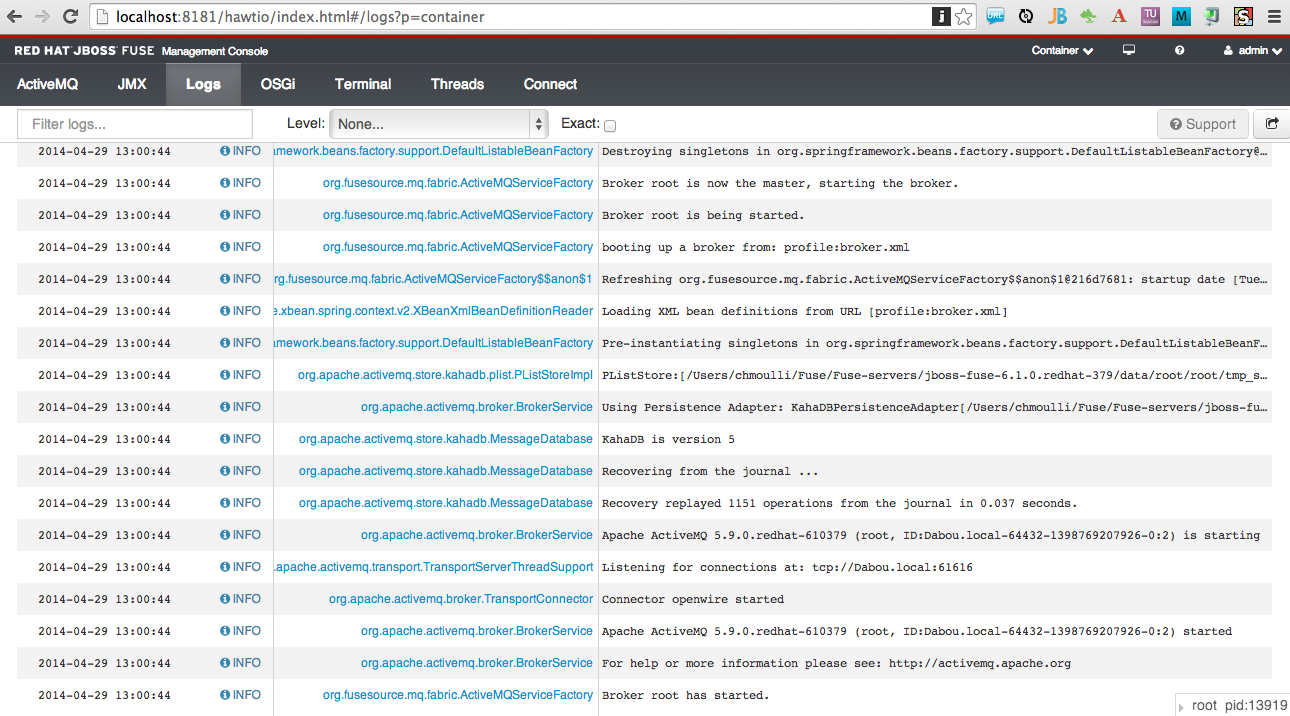 localhost:8181/hawtio/index.html#/logs?p=container
RED HAT JBOSS FUSE Management Console Container admin
ActiveMQ JMX Logs OSGi Terminal Threads Connect
Filter logs... Level: None... Exact: Support
2014-04-29 13:00:44 INFO amework.beans.factory.support.DefaultListableBeanFactory Destroying singletons in org.springframework.beans.factory.support.DefaultListableBeanFactory@…
2014-04-29 13:00:44 INFO org.fusesource.mq.fabric.ActiveMQServiceFactory Broker root is now the master, starting the broker.
2014-04-29 13:00:44 INFO org.fusesource.mq.fabric.ActiveMQServiceFactory Broker root is being started.
2014-04-29 13:00:44 INFO org.fusesource.mq.fabric.ActiveMQServiceFactory booting up a broker from: profile:broker.xml
2014-04-29 13:00:44 INFO rg.fusesource.mq.fabric.ActiveMQServiceFactory$$anon$1 Refreshing org.fusesource.mq.fabric.ActiveMQServiceFactory$$anon$1@216d7681: startup date [Tue…
2014-04-29 13:00:44 INFO e.xbean.spring.context.v2.XBeanXmlBeanDefinitionReader Loading XML bean definitions from URL [profile:broker.xml]
2014-04-29 13:00:44 INFO amework.beans.factory.support.DefaultListableBeanFactory Pre-instantiating singletons in org.springframework.beans.factory.support.DefaultListableBeanF…
2014-04-29 13:00:44 INFO org.apache.activemq.store.kahadb.plist.PListStoreImpl PListStore:[/Users/chmoulli/Fuse/Fuse-servers/jboss-fuse-6.1.0.redhat-379/data/root/root/tmp_s…
2014-04-29 13:00:44 INFO org.apache.activemq.broker.BrokerService Using Persistence Adapter: KahaDBPersistenceAdapter[/Users/chmoulli/Fuse/Fuse-servers/jboss-fu…
2014-04-29 13:00:44 INFO org.apache.activemq.store.kahadb.MessageDatabase KahaDB is version 5
2014-04-29 13:00:44 INFO org.apache.activemq.store.kahadb.MessageDatabase Recovering from the journal ...
2014-04-29 13:00:44 INFO org.apache.activemq.store.kahadb.MessageDatabase Recovery replayed 1151 operations from the journal in 0.037 seconds.
2014-04-29 13:00:44 INFO org.apache.activemq.broker.BrokerService Apache ActiveMQ 5.9.0.redhat-610379 (root, ID:Dabou.local-64432-1398769207926-0:2) is starting
2014-04-29 13:00:44 INFO .apache.activemq.transport.TransportServerThreadSupport Listening for connections at: tcp://Dabou.local:61616
2014-04-29 13:00:44 INFO org.apache.activemq.broker.TransportConnector Connector openwire started
2014-04-29 13:00:44 INFO org.apache.activemq.broker.BrokerService Apache ActiveMQ 5.9.0.redhat-610379 (root, ID:Dabou.local-64432-1398769207926-0:2) started
2014-04-29 13:00:44 INFO org.apache.activemq.broker.BrokerService For help or more information please see: http://activemq.apache.org
2014-04-29 13:00:44 INFO org.fusesource.mq.fabric.ActiveMQServiceFactory Broker root has started.
root pid:13919